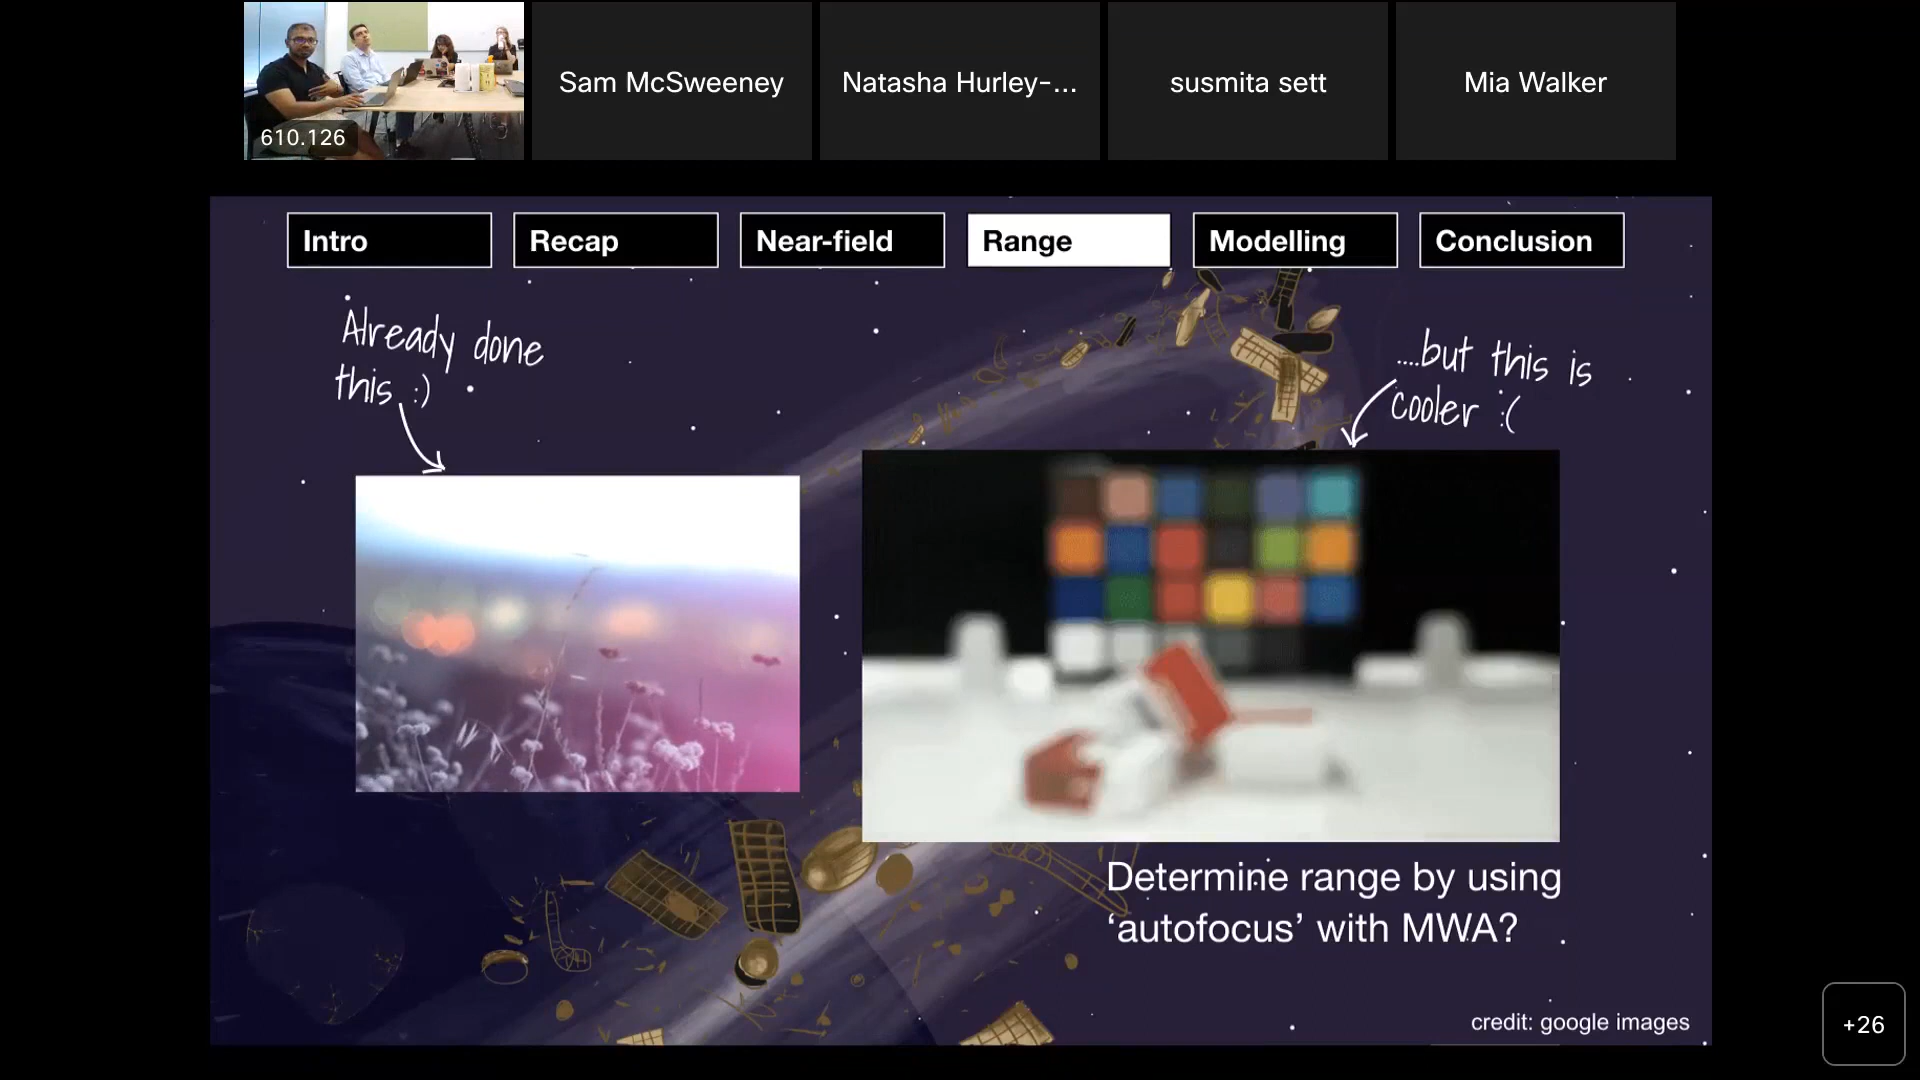 610.126
Sam McSweeney
Natasha Hurley-...
susmita sett
Mia Walker
Intro
Recap
Near-field
Range
Modelling
Conclusion
Already done
this :)
....but this is
cooler :(
Determine range by using
‘autofocus’ with MWA?
credit: google images
+26